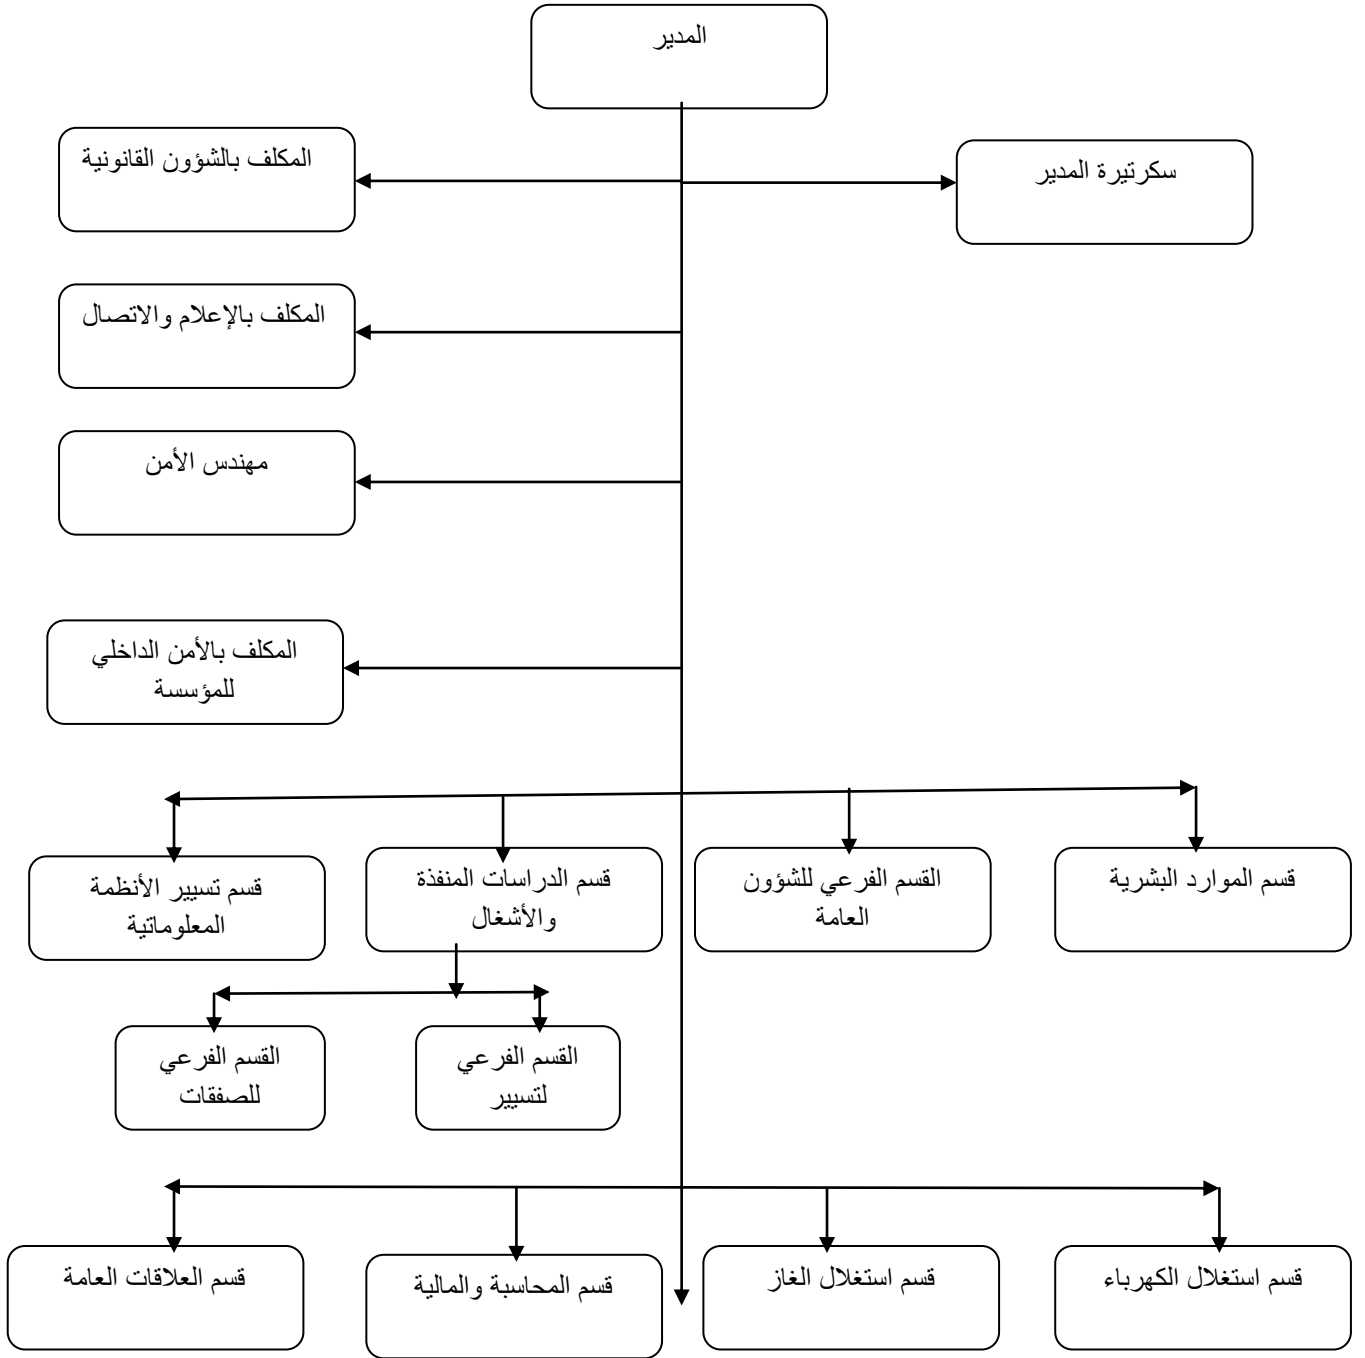 المدير
سكرتيرة المدير
المكلف بالشؤون القانونية
المكلف بالإعلام والاتصال
مهندس الأمن
المكلف بالأمن الداخلي
للمؤسسة
قسم الموارد البشرية
القسم الفرعي للشؤون
العامة
قسم الدراسات المنفذة
والأشغال
قسم تسيير الأنظمة
المعلوماتية
القسم الفرعي
لتسيير
القسم الفرعي
للصفقات
قسم استغلال الكهرباء
قسم استغلال الغاز
قسم المحاسبة والمالية
قسم العلاقات العامة